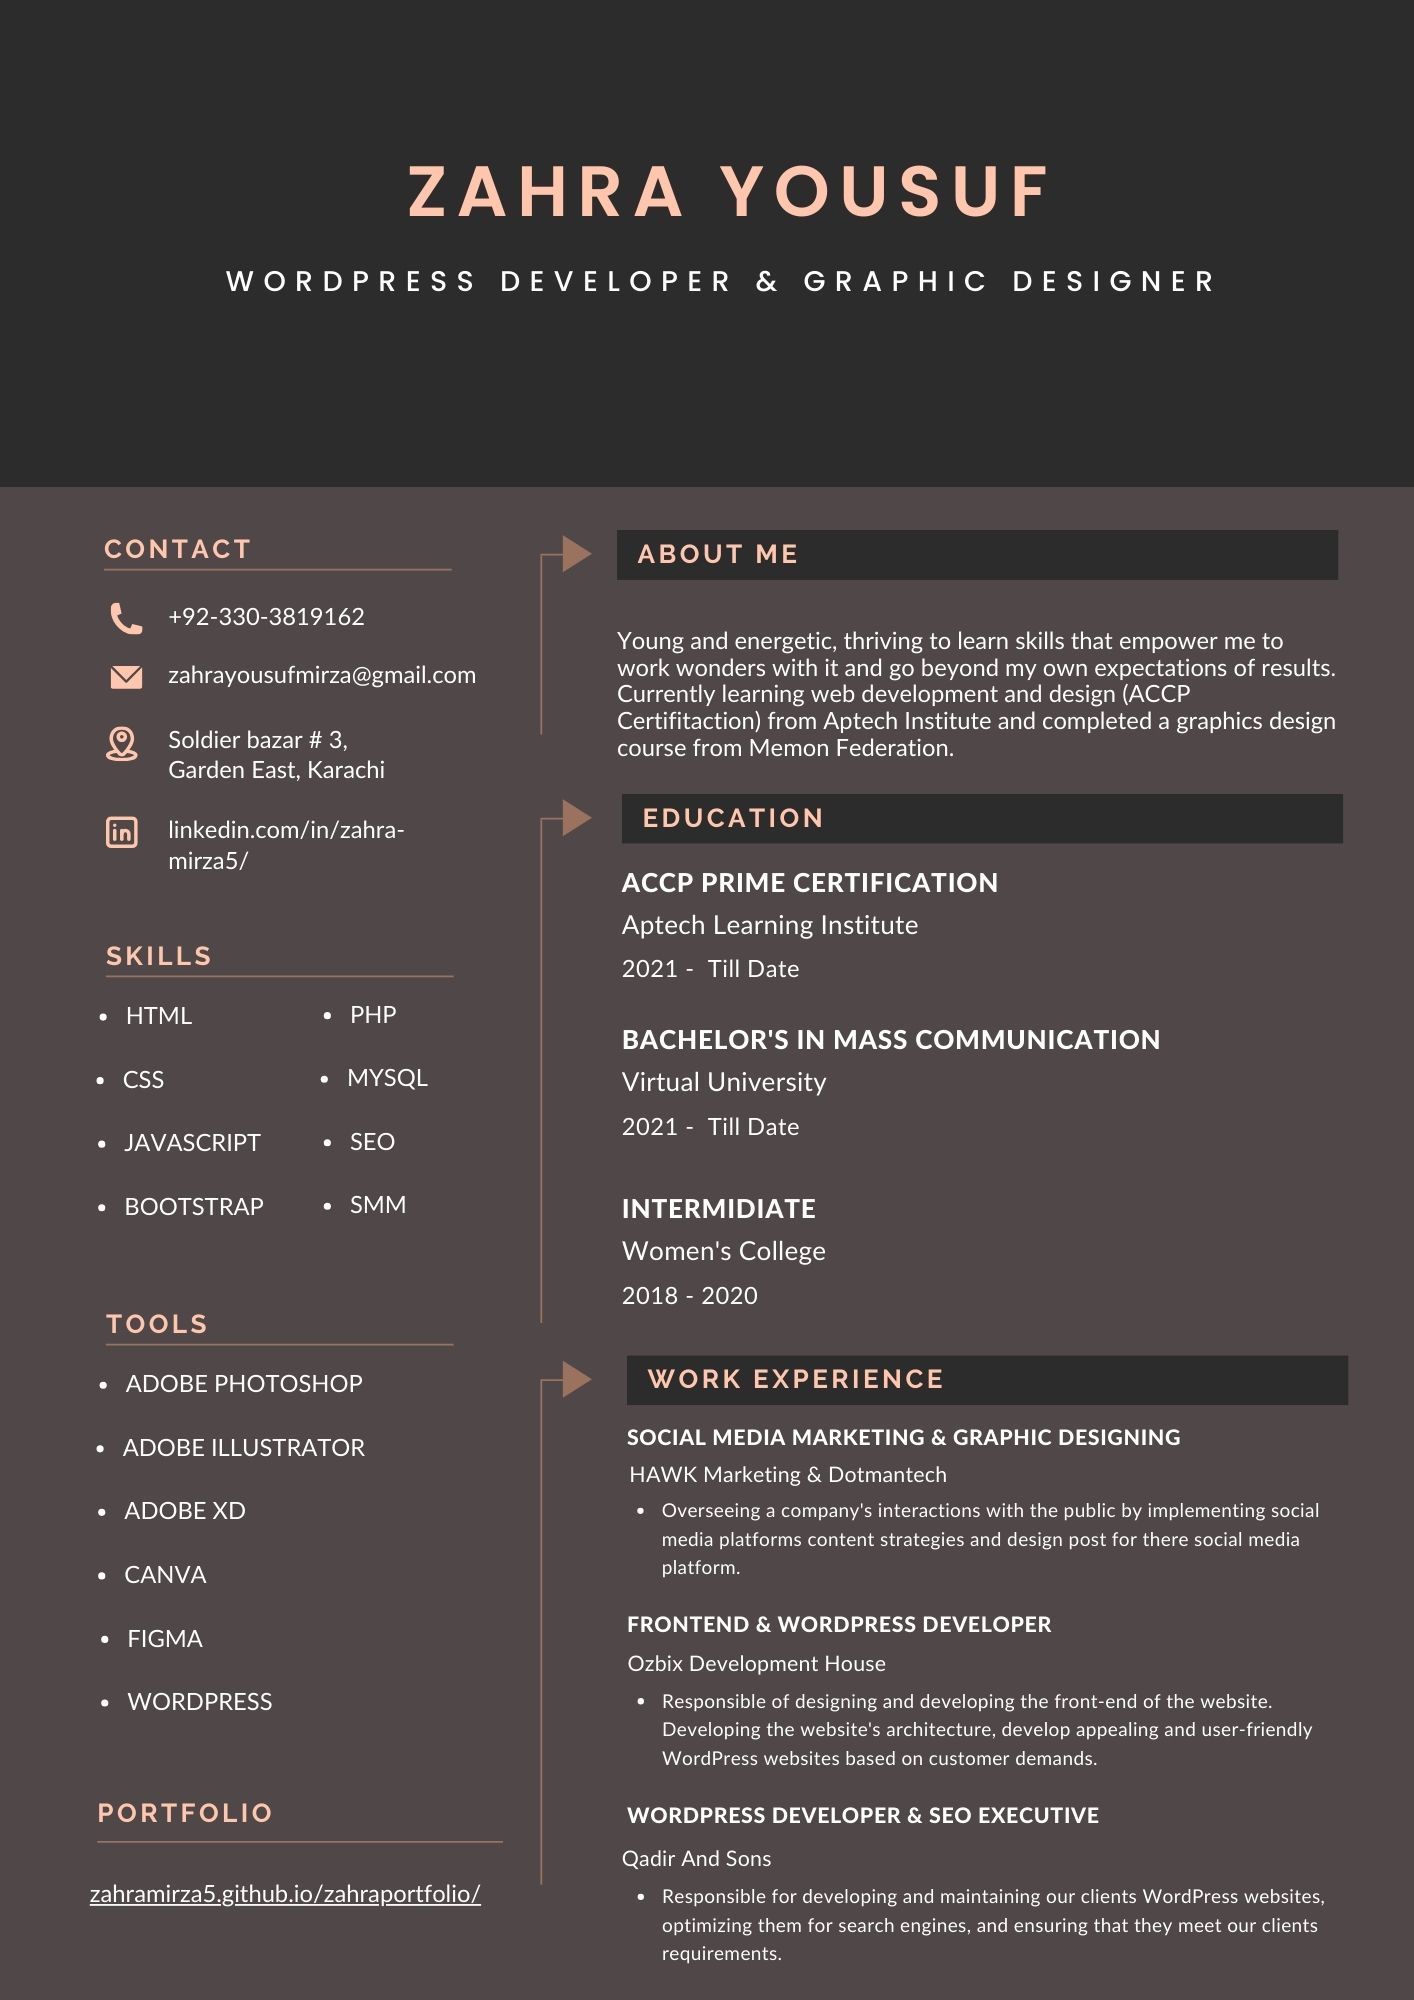 ZAHRA YOUSUF
WORDPRESS DEVELOPER & GRAPHIC DESIGNER
CONTACT
+92-330-3819162
zahrayousufmirza@gmail.com
Soldier bazar # 3,
Garden East, Karachi
linkedin.com/in/zahra-
mirza5/
SKILLS
• HTML
• CSS
• JAVASCRIPT
• BOOTSTRAP
• PHP
• MYSQL
• SEO
• SMM
TOOLS
• ADOBE PHOTOSHOP
• ADOBE ILLUSTRATOR
• ADOBE XD
• CANVA
• FIGMA
• WORDPRESS
PORTFOLIO
zahramirza5.github.io/zahraportfolio/
ABOUT ME
Young and energetic, thriving to learn skills that empower me to
work wonders with it and go beyond my own expectations of results.
Currently learning web development and design (ACCP
Certifitaction) from Aptech Institute and completed a graphics design
course from Memon Federation.
EDUCATION
ACCP PRIME CERTIFICATION
Aptech Learning Institute
2021 - Till Date
BACHELOR'S IN MASS COMMUNICATION
Virtual University
2021 - Till Date
INTERMIDIATE
Women's College
2018 - 2020
WORK EXPERIENCE
SOCIAL MEDIA MARKETING & GRAPHIC DESIGNING
HAWK Marketing & Dotmantech
• Overseeing a company's interactions with the public by implementing social
media platforms content strategies and design post for there social media
platform.
FRONTEND & WORDPRESS DEVELOPER
Ozbix Development House
• Responsible of designing and developing the front-end of the website.
Developing the website's architecture, develop appealing and user-friendly
WordPress websites based on customer demands.
WORDPRESS DEVELOPER & SEO EXECUTIVE
Qadir And Sons
• Responsible for developing and maintaining our clients WordPress websites,
optimizing them for search engines, and ensuring that they meet our clients
requirements.